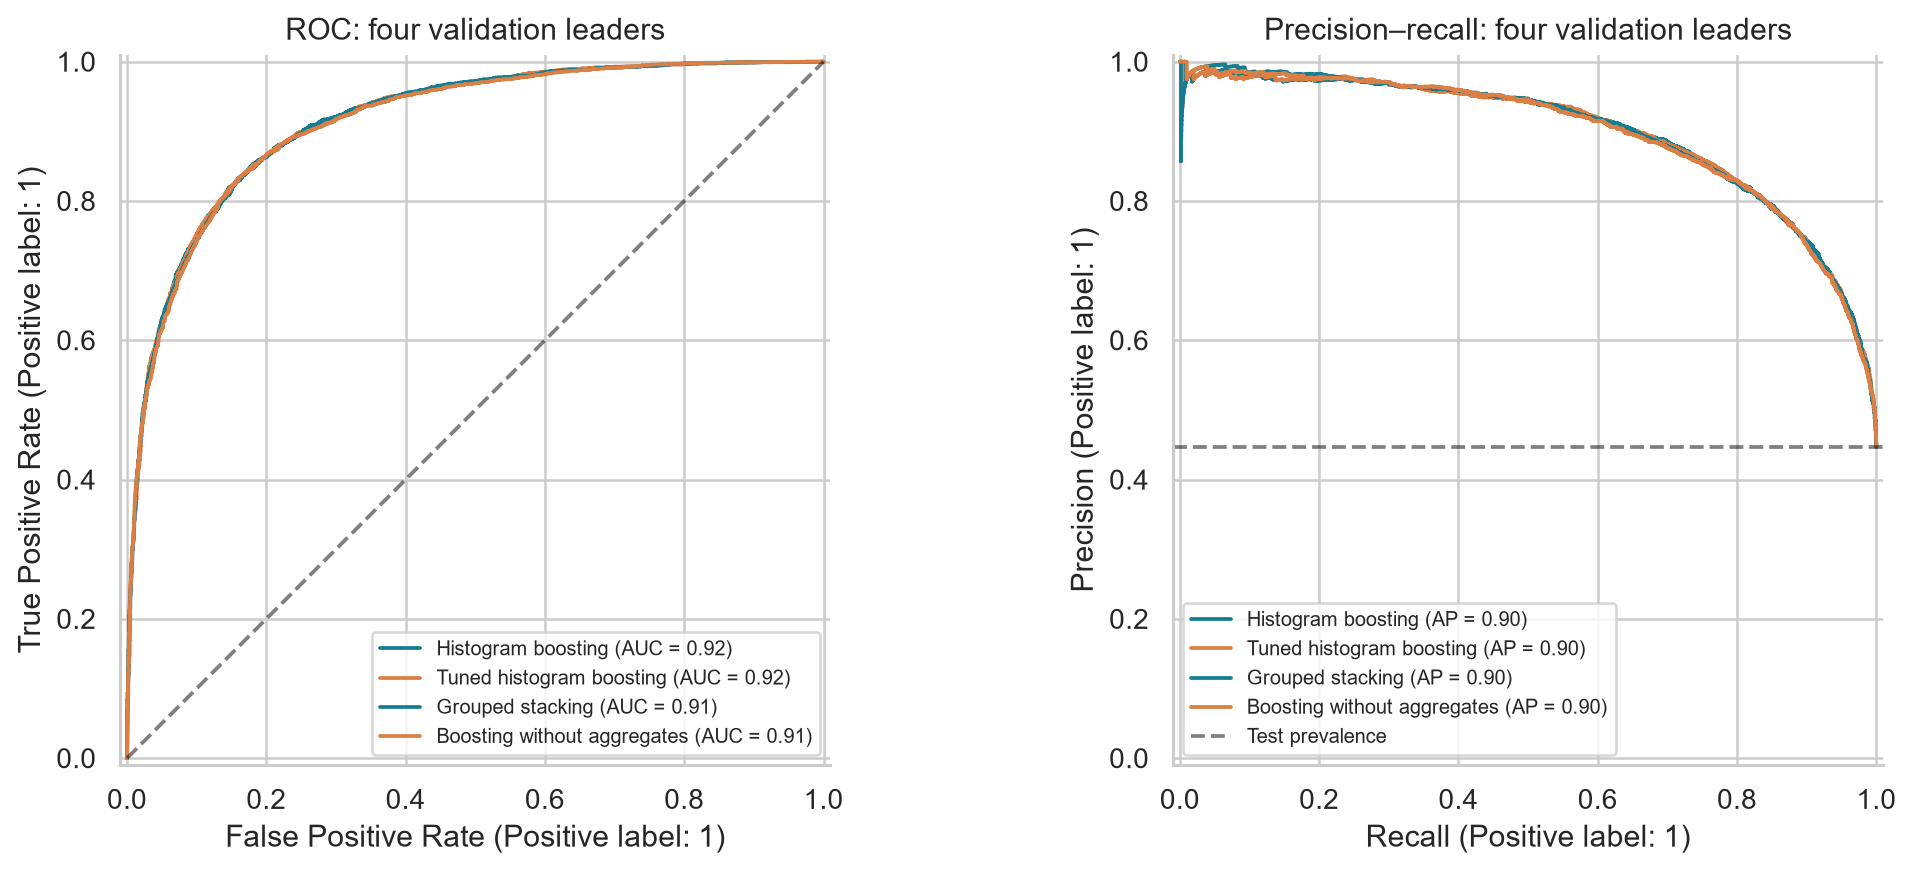 ROC: four validation leaders
1.0
0.8
0.6
0.4
0.2
0.0
True Positive Rate (Positive label: 1)
Histogram boosting (AUC = 0.92)
Tuned histogram boosting (AUC = 0.92)
Grouped stacking (AUC = 0.91)
Boosting without aggregates (AUC = 0.91)
0.0 0.2 0.4 0.6 0.8 1.0
False Positive Rate (Positive label: 1)
Precision–recall: four validation leaders
1.0
0.8
0.6
0.4
0.2
0.0
Precision (Positive label: 1)
Histogram boosting (AP = 0.90)
Tuned histogram boosting (AP = 0.90)
Grouped stacking (AP = 0.90)
Boosting without aggregates (AP = 0.90)
Test prevalence
0.0 0.2 0.4 0.6 0.8 1.0
Recall (Positive label: 1)